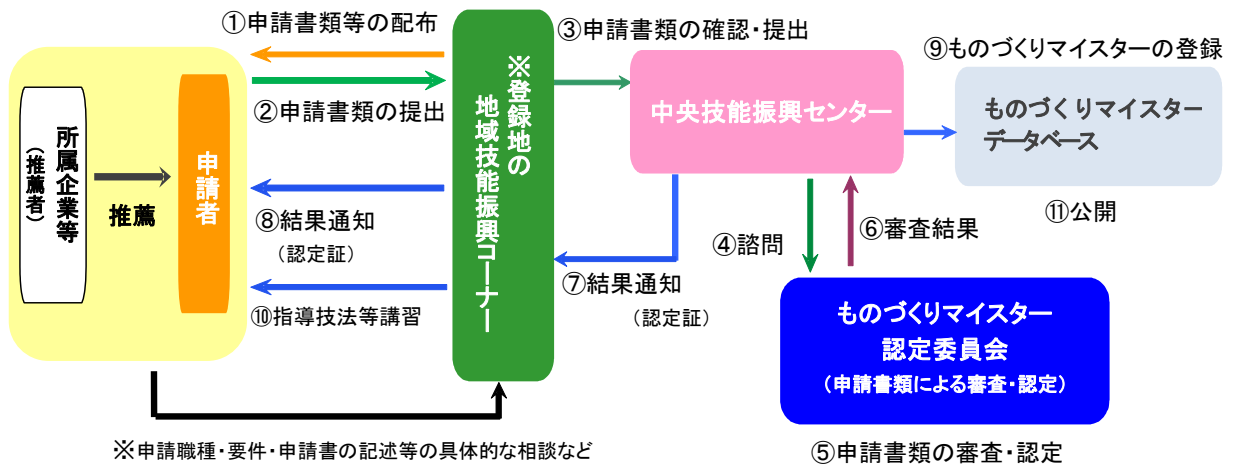 ①申請書類等の配布
②申請書類の提出
所属企業等
（推薦者）
推薦
申請者
⑧結果通知
（認定証）
⑩指導技法等講習
※登録地の
地域技能振興コーナー
③申請書類の確認・提出
中央技能振興センター
⑨ものづくりマイスターの登録
ものづくりマイスター
データベース
⑪公開
④諮問
⑥審査結果
⑦結果通知
（認定証）
ものづくりマイスター
認定委員会
（申請書類による審査・認定）
⑤申請書類の審査・認定
※申請職種・要件・申請書の記述等の具体的な相談など